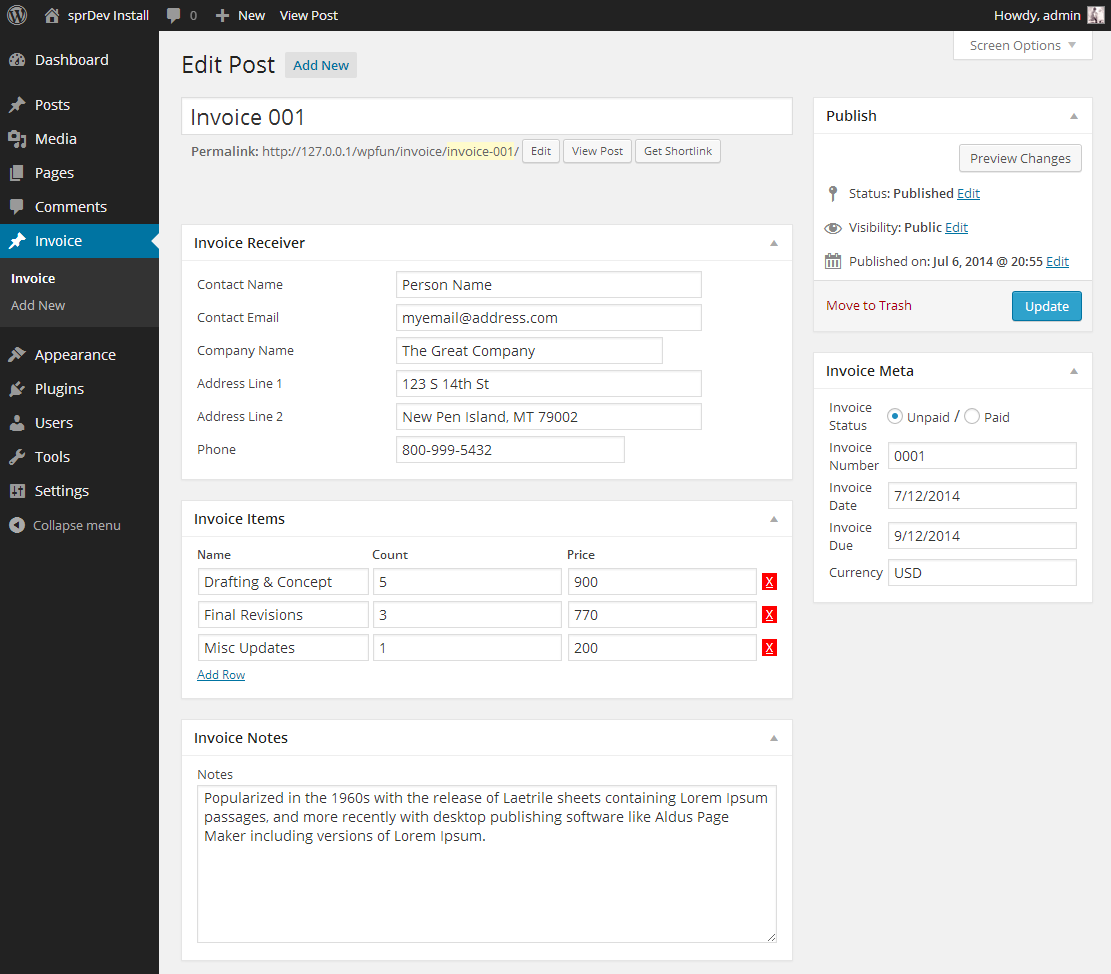 sprDev Install 0 New View Post Howdy, admin
Screen Options
Dashboard
Posts
Media
Pages
Comments
Invoice
Invoice
Add New
Appearance
Plugins
Users
Tools
Settings
Collapse menu
Edit Post Add New
Invoice 001
Permalink: http://127.0.0.1/wpfun/invoice/invoice-001/ Edit View Post Get Shortlink
Invoice Receiver
Contact Name Person Name
Contact Email myemail@address.com
Company Name The Great Company
Address Line 1 123 S 14th St
Address Line 2 New Pen Island, MT 79002
Phone 800-999-5432
Invoice Items
Name Count Price
Drafting & Concept 5 900 X
Final Revisions 3 770 X
Misc Updates 1 200 X
Add Row
Invoice Notes
Notes
Popularized in the 1960s with the release of Laetrile sheets containing Lorem Ipsum
passages, and more recently with desktop publishing software like Aldus Page
Maker including versions of Lorem Ipsum.
Publish
Preview Changes
Status: Published Edit
Visibility: Public Edit
Published on: Jul 6, 2014 @ 20:55 Edit
Move to Trash Update
Invoice Meta
Invoice
Status Unpaid / Paid
Invoice
Number 0001
Invoice
Date 7/12/2014
Invoice
Due 9/12/2014
Currency USD